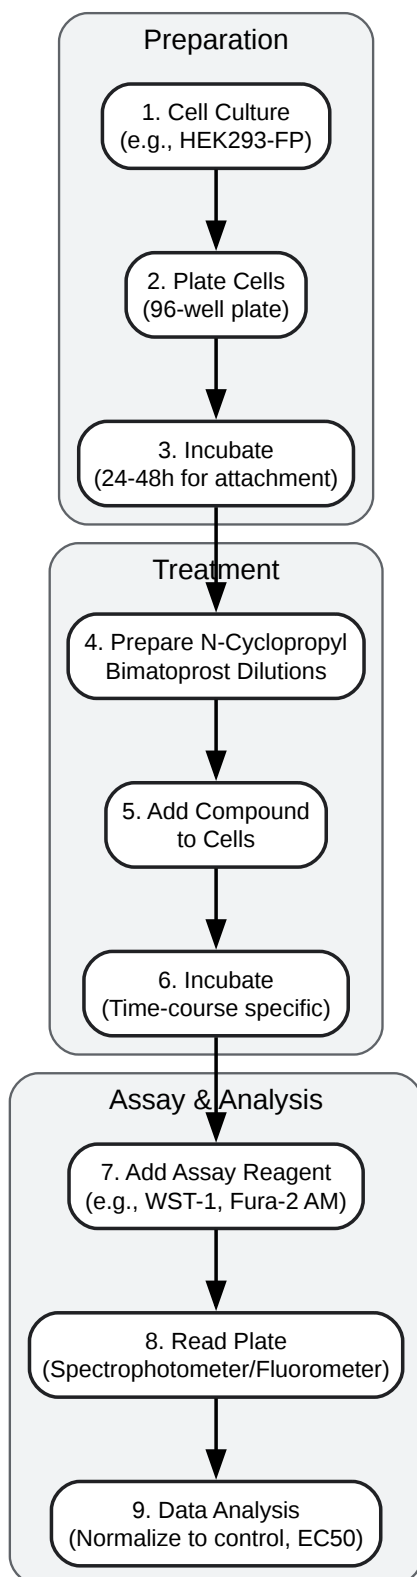 Preparation
1. Cell Culture
(e.g., HEK293-FP)
2. Plate Cells
(96-well plate)
3. Incubate
(24-48h for attachment)
Treatment
4. Prepare N-Cyclopropyl
Bimatoprost Dilutions
5. Add Compound
to Cells
6. Incubate
(Time-course specific)
Assay & Analysis
7. Add Assay Reagent
(e.g., WST-1, Fura-2 AM)
8. Read Plate
(Spectrophotometer/Fluorometer)
9. Data Analysis
(Normalize to control, EC50)